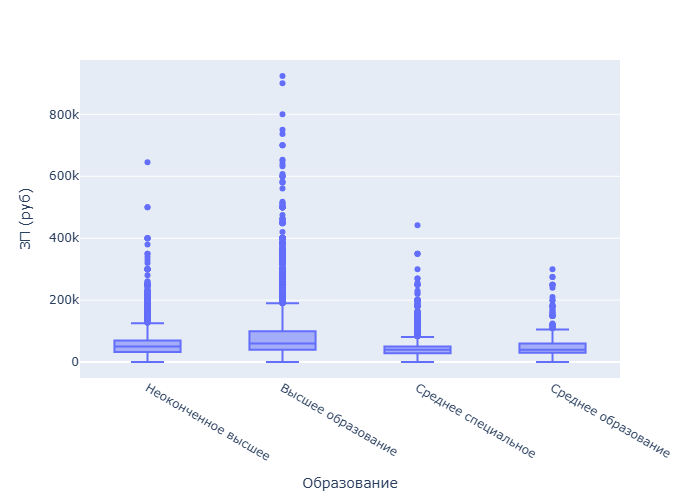 800k
600k
400k
200k
0
ЗП (руб)
Неоконченное высшее
Высшее образование
Среднее специальное
Среднее образование
Образование